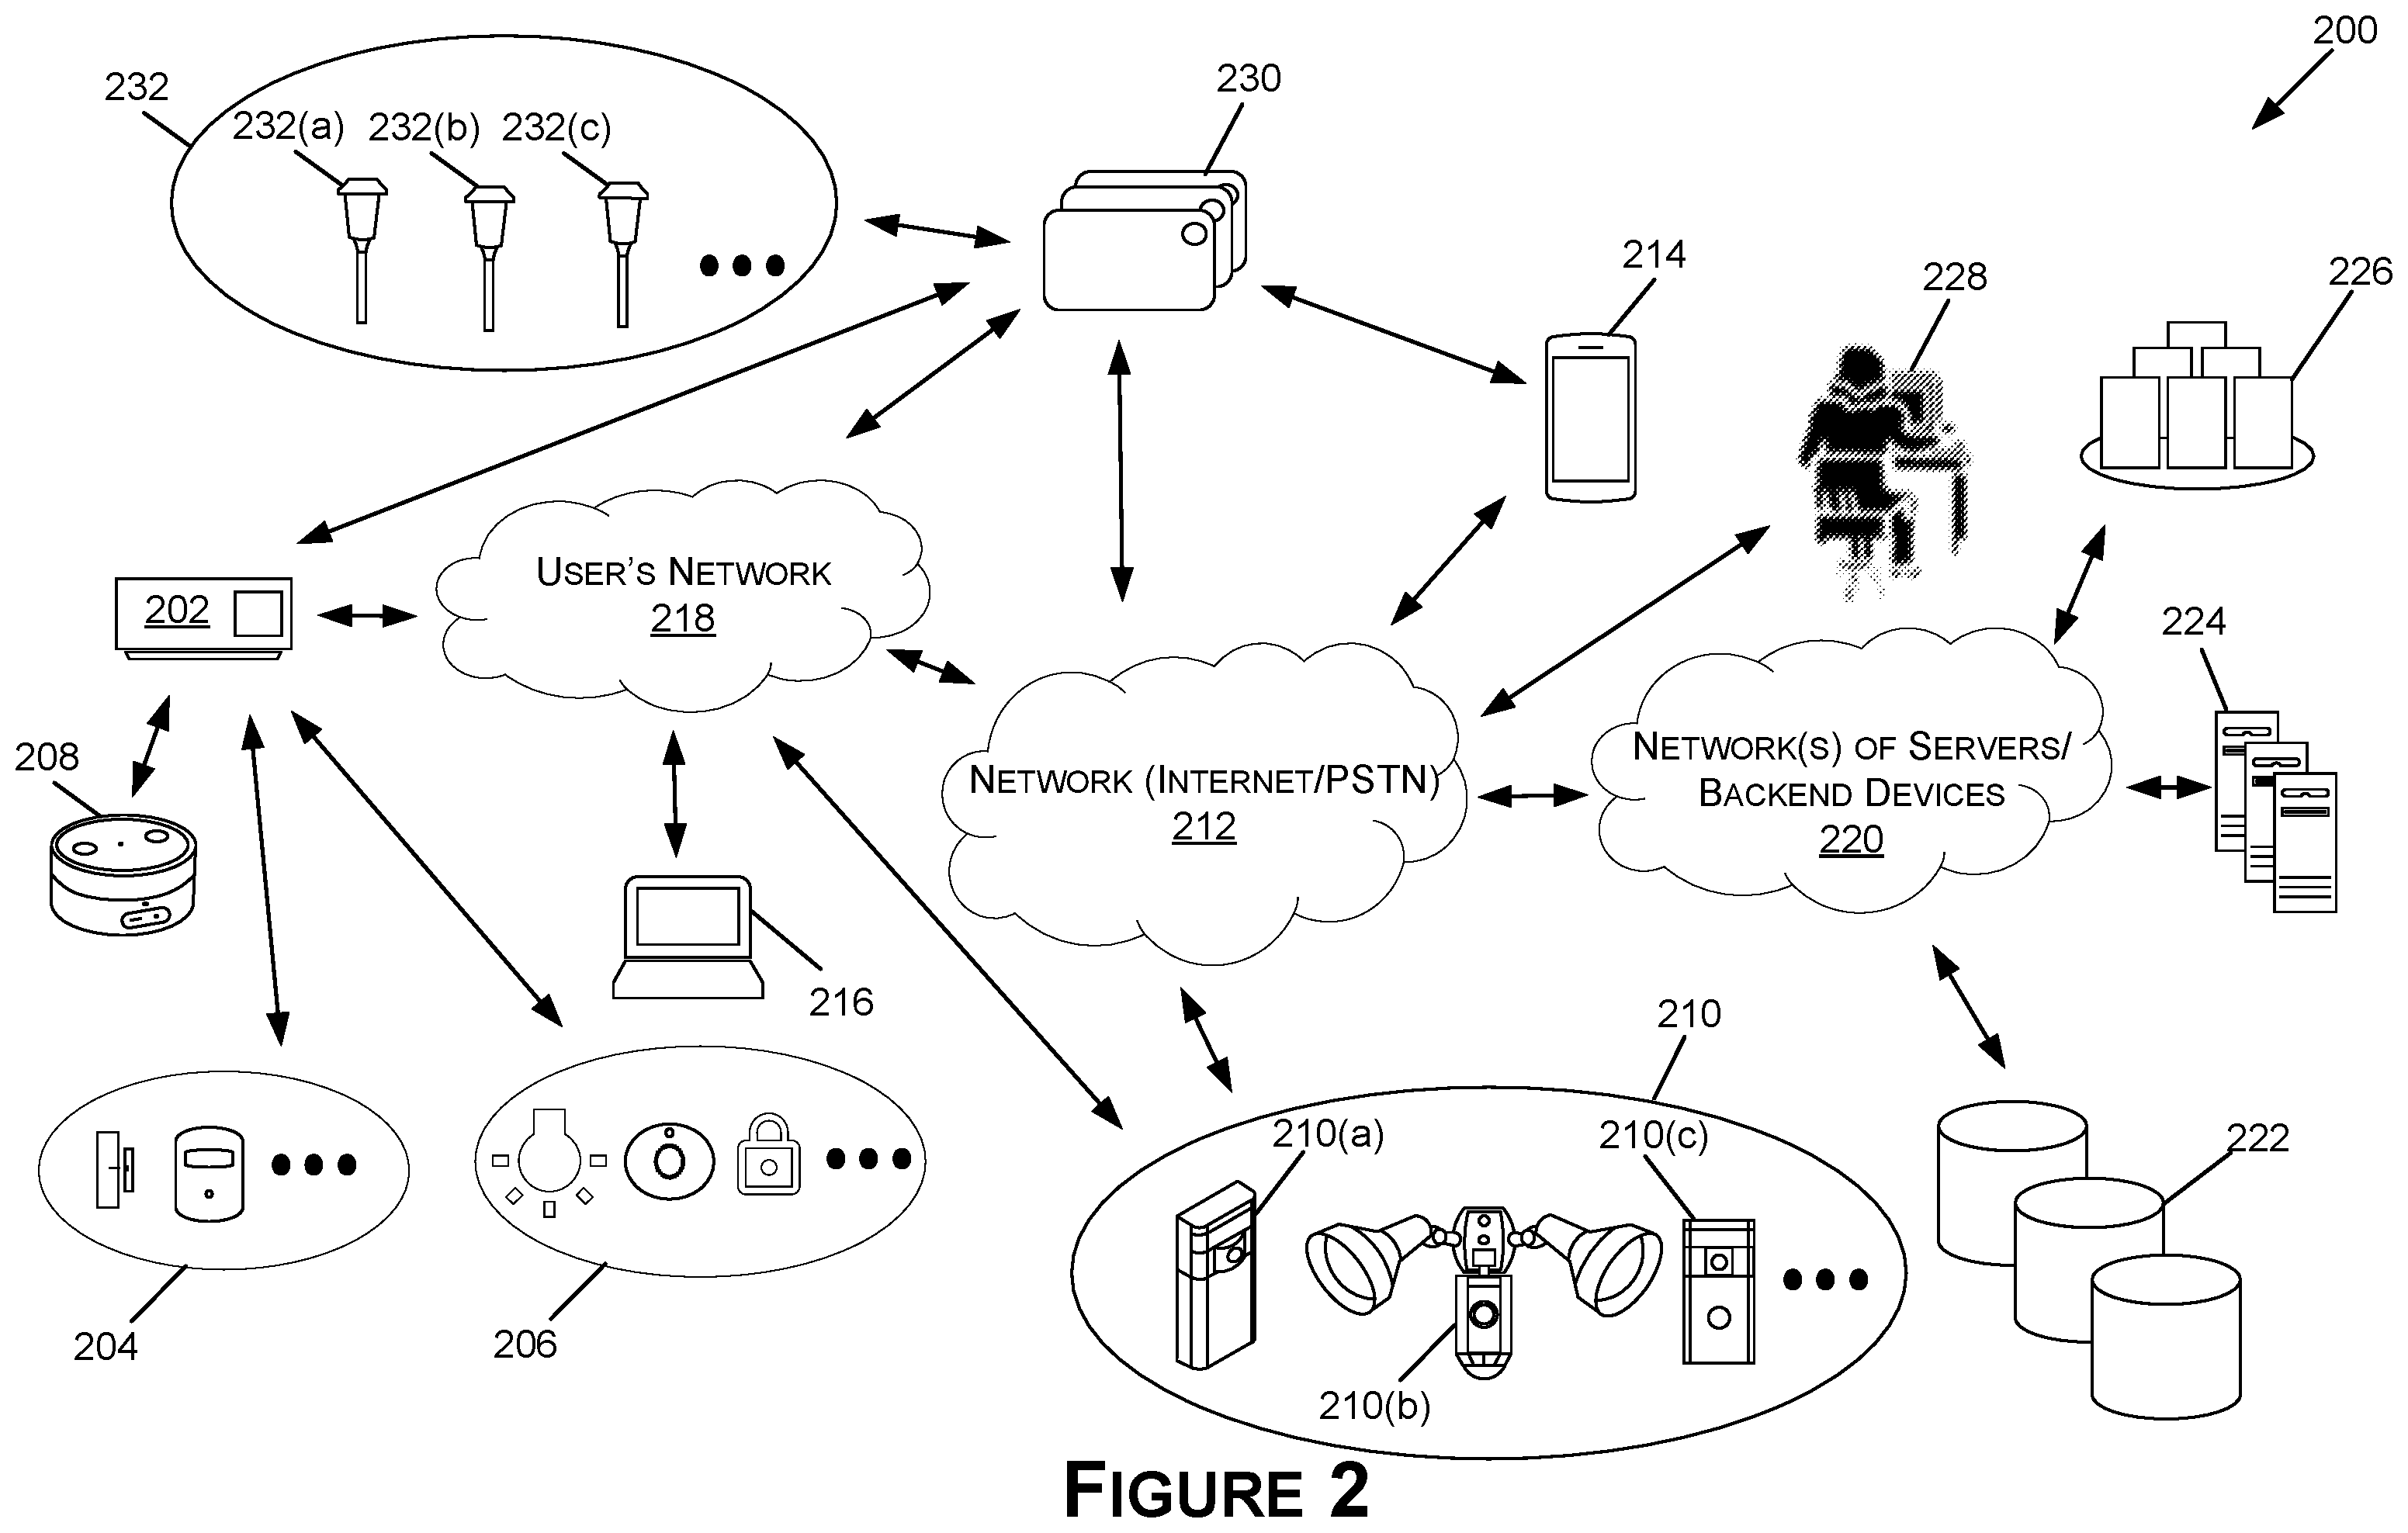 200
232
230
232(a) 232(b) 232(c)
214
228
226
USER'S NETWORK
218
202
224
208
NETWORK(S) OF SERVERS/
BACKEND DEVICES
220
NETWORK (INTERNET/PSTN)
212
216
210
210(a)
210(c)
222
204
206
210(b)
FIGURE 2